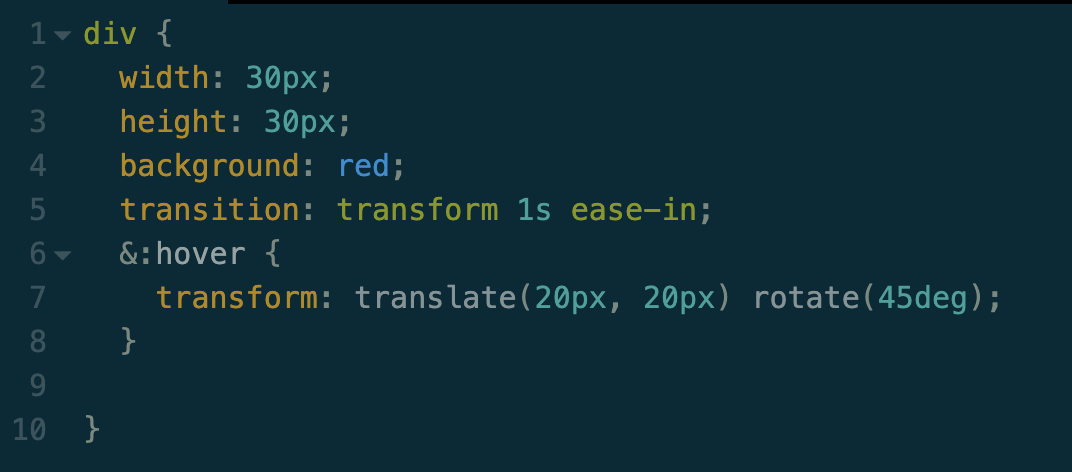 1 div {
2 width: 30px;
3 height: 30px;
4 background: red;
5 transition: transform 1s ease-in;
6 &:hover {
7 transform: translate(20px, 20px) rotate(45deg);
8 }
9
10 }